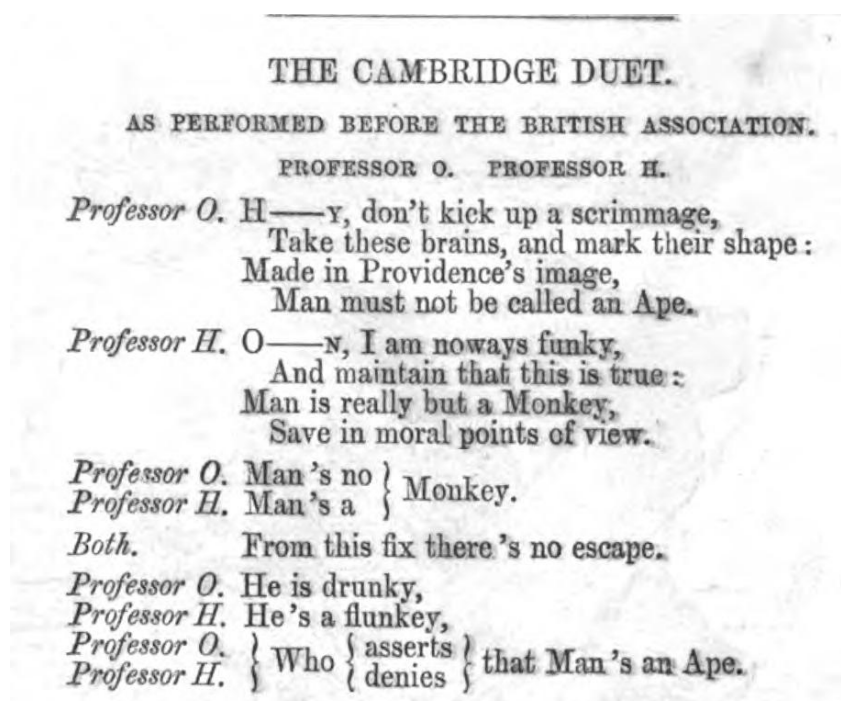 THE CAMBRIDGE DUET.
AS PERFORMED BEFORE THE BRITISH ASSOCIATION.
PROFESSOR O. PROFESSOR H.
Professor O. H——Y, don't kick up a scrimmage,
Take these brains, and mark their shape:
Made in Providence's image,
Man must not be called an Ape.
Professor H. O——N, I am noways funky,
And maintain that this is true:
Man is really but a Monkey,
Save in moral points of view.
Professor O. Man's no } Monkey.
Professor H. Man's a
Both. From this fix there's no escape.
Professor O. He is drunky,
Professor H. He's a flunkey,
Professor O. } Who { asserts } that Man's an Ape.
Professor H. denies